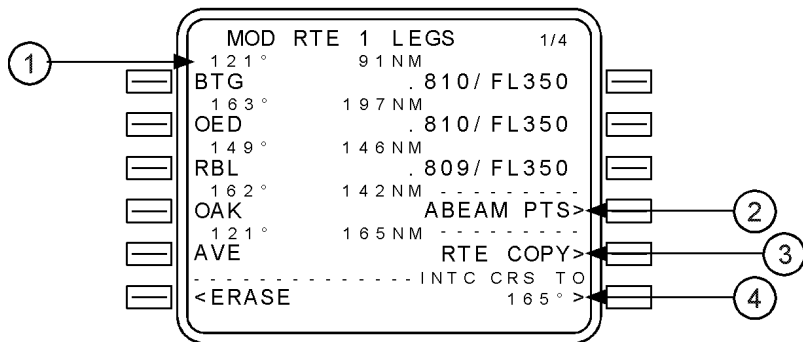 MOD RTE 1 LEGS 1/4
1 121° 91NM
BTG .810/ FL350
163° 197NM
OED .810/ FL350
149° 146NM
RBL .809/ FL350
162° 142NM ---------
OAK ABEAM PTS> 2
121° 165NM ---------
AVE RTE COPY> 3
---------------INTC CRS TO
<ERASE 165° > 4